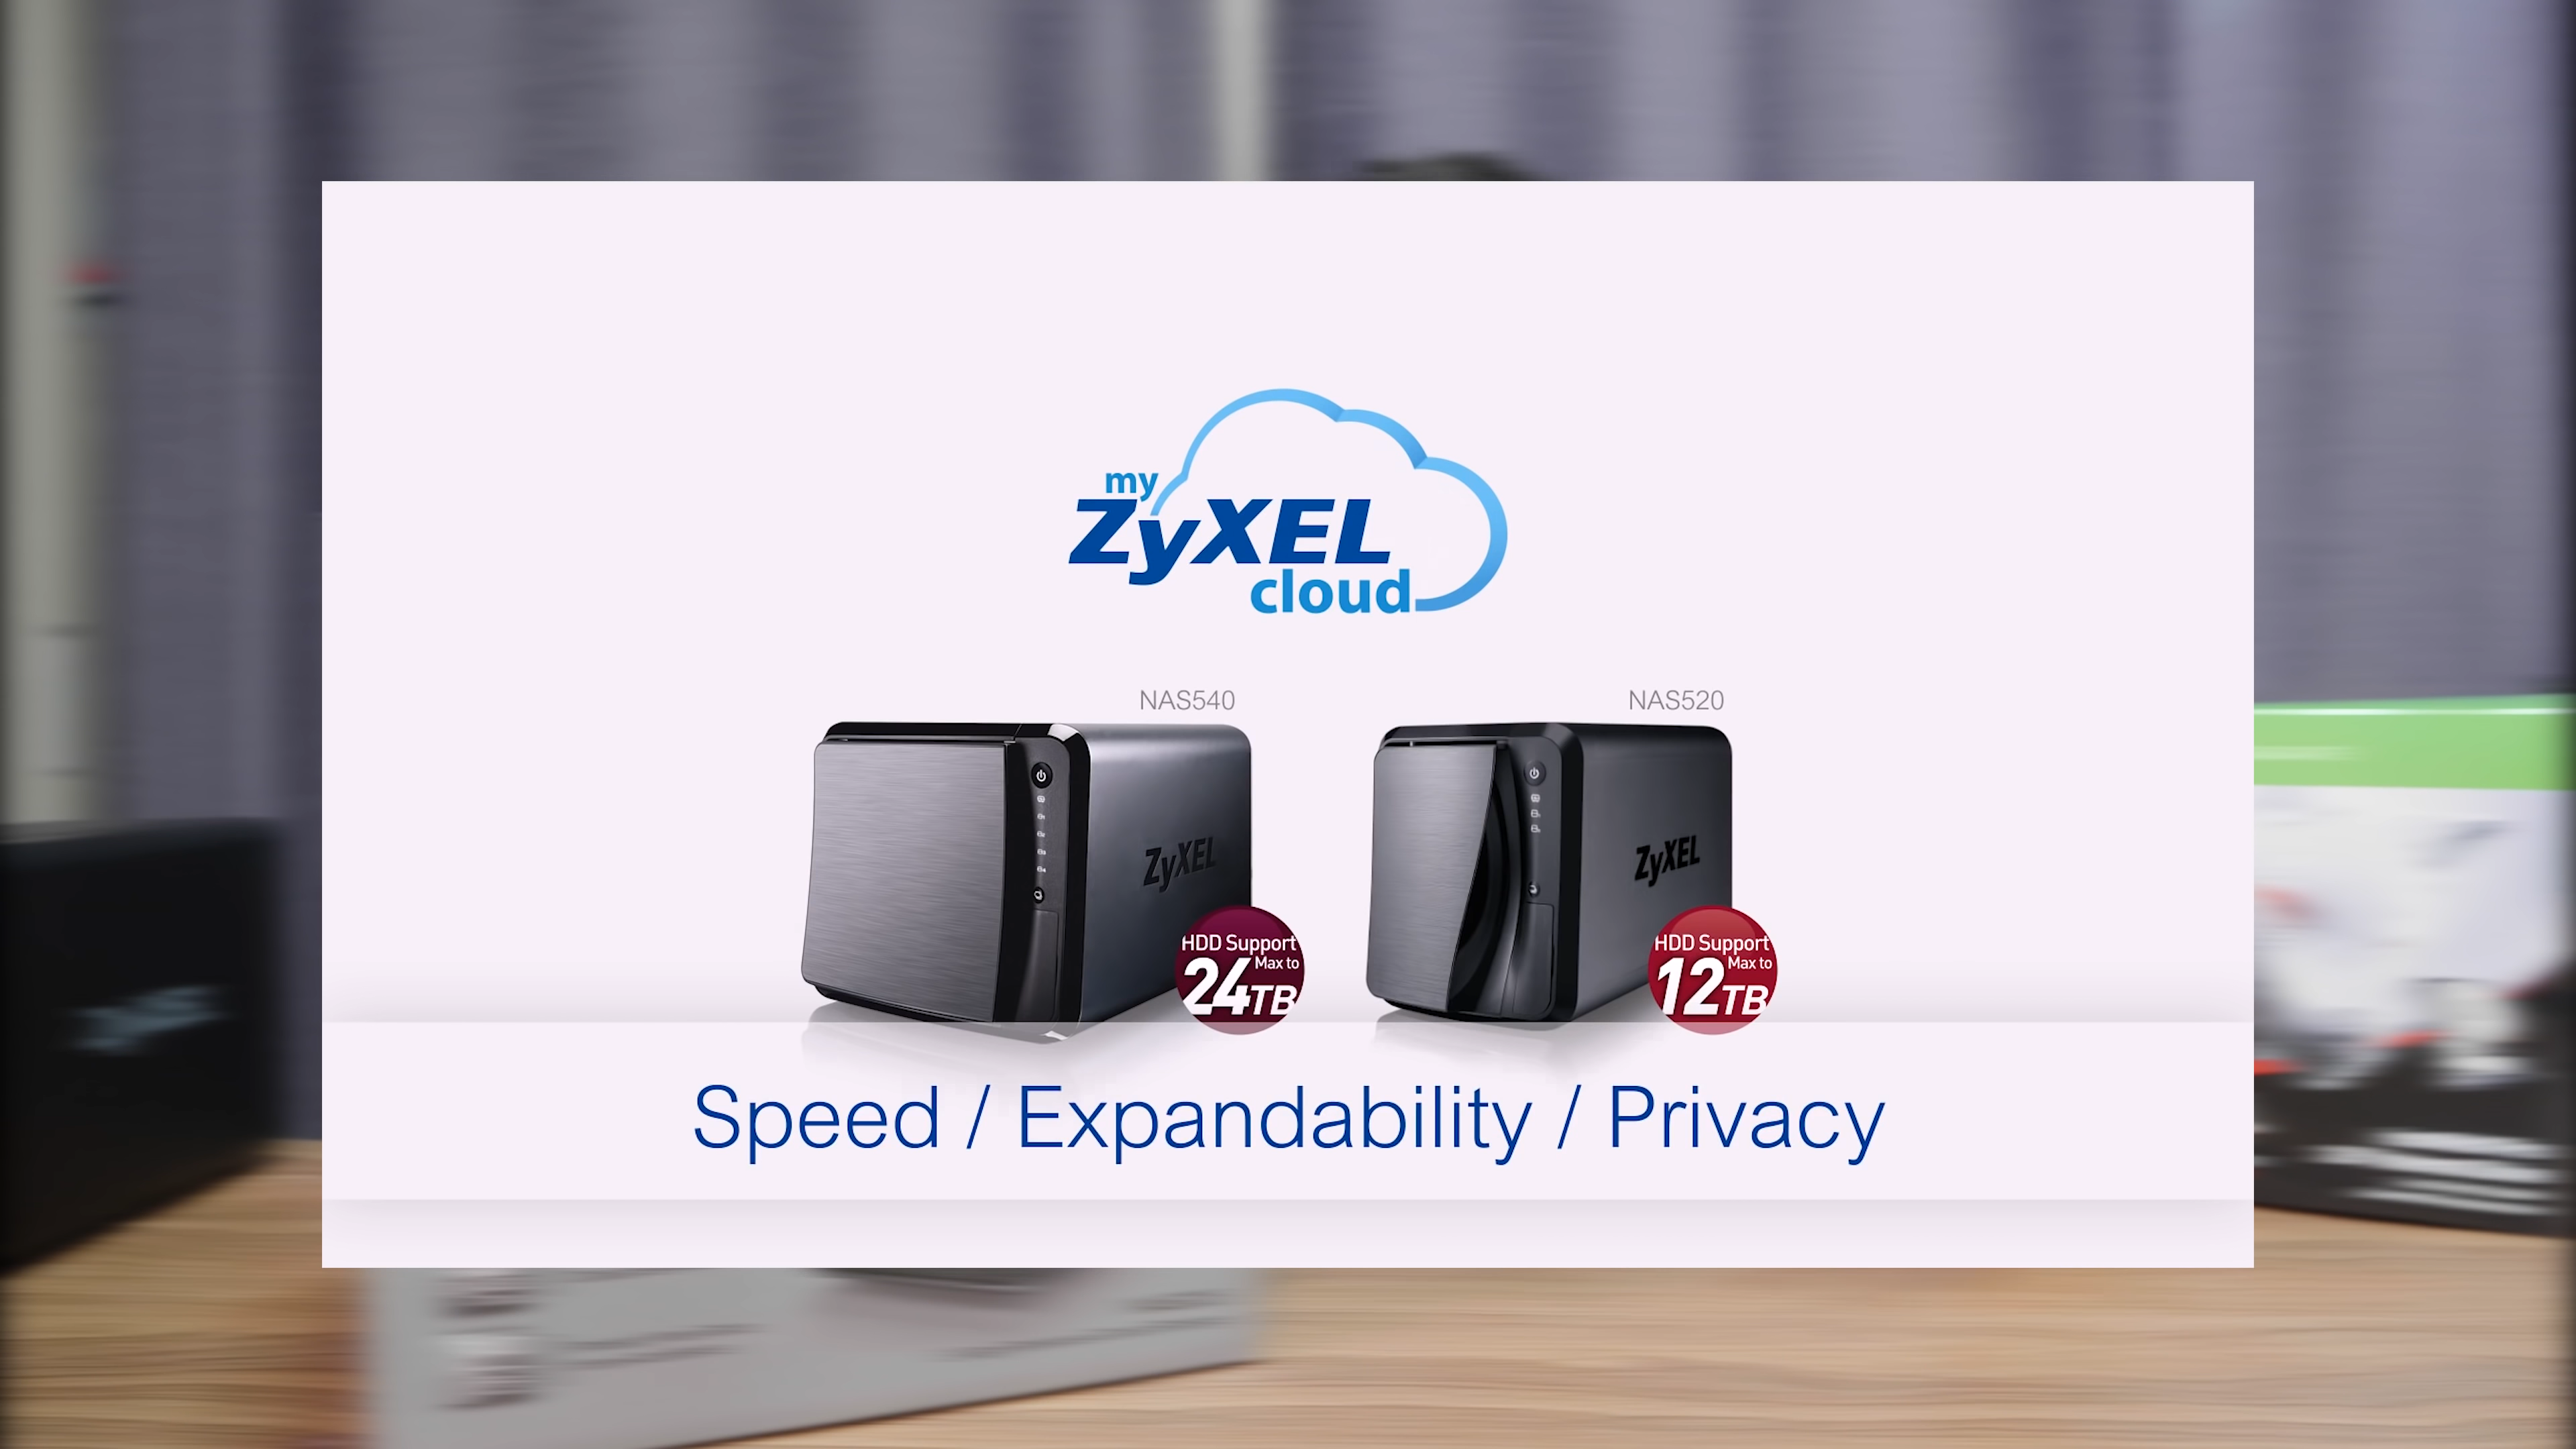 my
ZyXEL
cloud
NAS540
NAS520
ZyXEL
ZyXEL
HDD Support
Max to
24TB
HDD Support
Max to
12TB
Speed / Expandability / Privacy